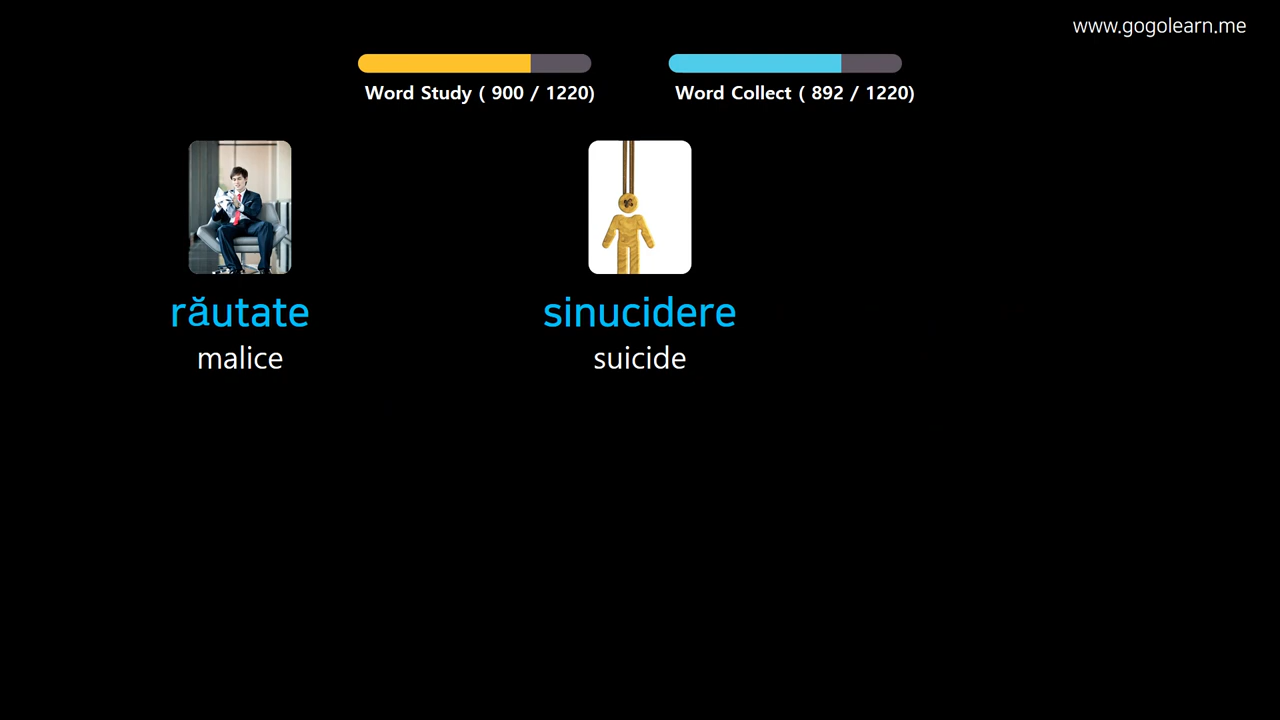 www.gogolearn.me
Word Study ( 900 / 1220)
Word Collect ( 892 / 1220)
răutate
malice
sinucidere
suicide